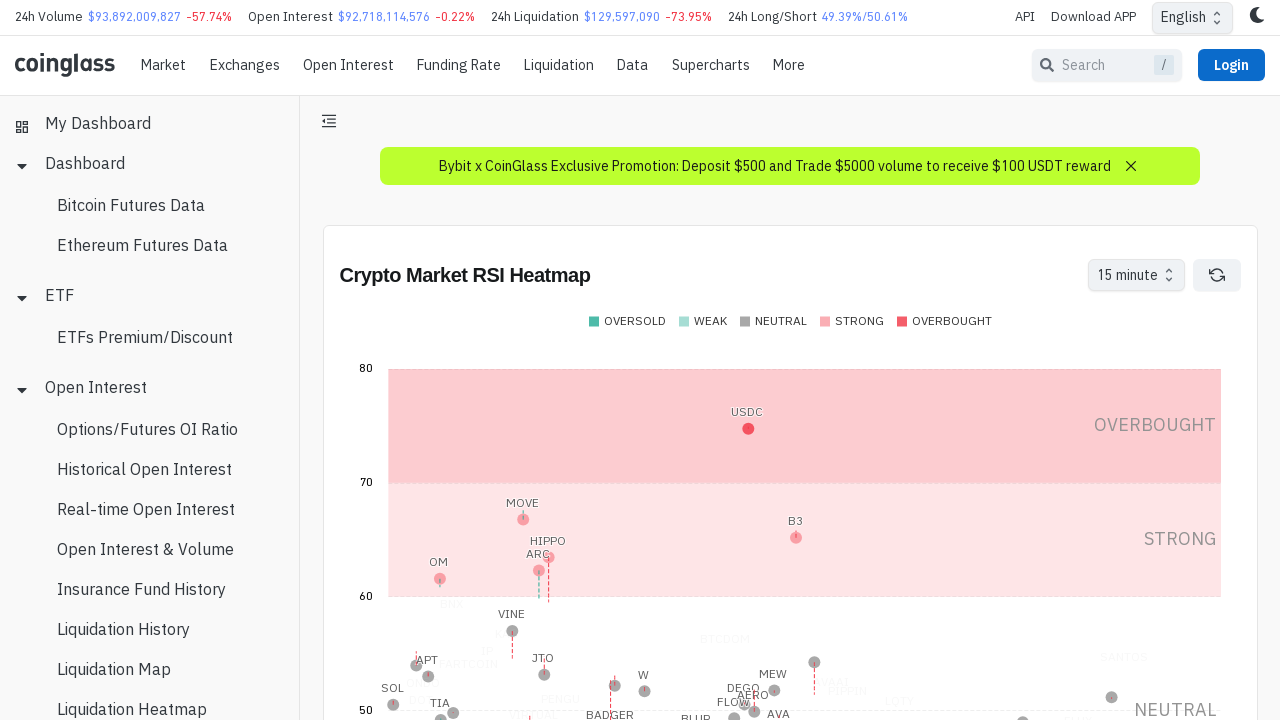 24h Volume $93,892,009,827 -57.74% Open Interest $92,718,114,576 -0.22% 24h Liquidation $129,597,090 -73.95% 24h Long/Short 49.39%/50.61% API Download APP English
coinglass Market Exchanges Open Interest Funding Rate Liquidation Data Supercharts More Search / Login
My Dashboard
Dashboard
Bitcoin Futures Data
Ethereum Futures Data
ETF
ETFs Premium/Discount
Open Interest
Options/Futures OI Ratio
Historical Open Interest
Real-time Open Interest
Open Interest & Volume
Insurance Fund History
Liquidation History
Liquidation Map
Liquidation Heatmap
Bybit x CoinGlass Exclusive Promotion: Deposit $500 and Trade $5000 volume to receive $100 USDT reward
Crypto Market RSI Heatmap 15 minute
OVERSOLD WEAK NEUTRAL STRONG OVERBOUGHT
80
USDC
OVERBOUGHT
70
MOVE
B3
HIPPO
STRONG
ARC
OM
60
VINE
JTO
APT
MEW
W
SOL
DEGO
AERO
TIA
FLOW
50
NEUTRAL
BADGER
AVA
BLUR